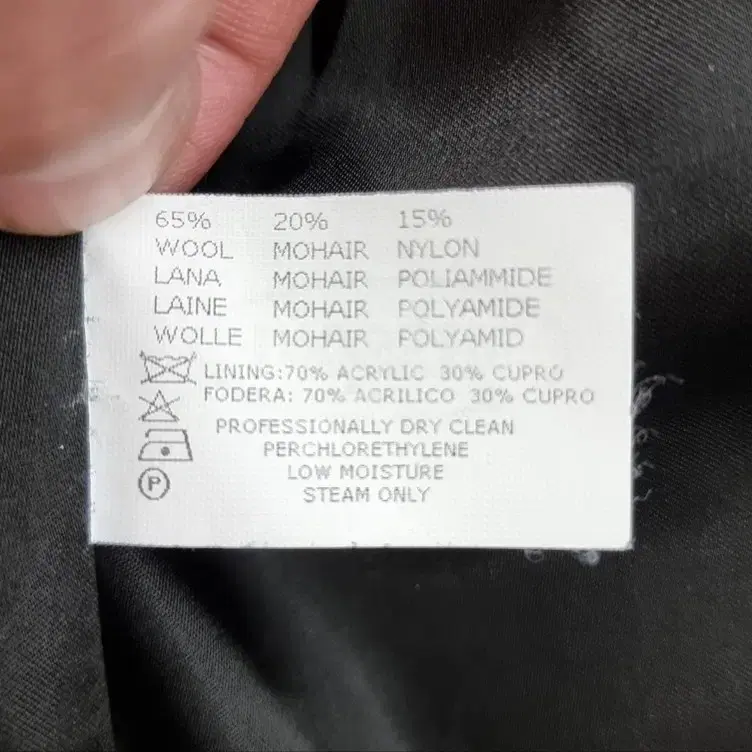 65% 20% 15%
WOOL MOHAIR NYLON
LANA MOHAIR POLIAMMIDE
LAINE MOHAIR POLYAMIDE
WOLLE MOHAIR POLYAMID
LINING:70% ACRYLIC 30% CUPRO
FODERA: 70% ACRILICO 30% CUPRO
PROFESSIONALLY DRY CLEAN
PERCHLORETHYLENE
LOW MOISTURE
STEAM ONLY
P